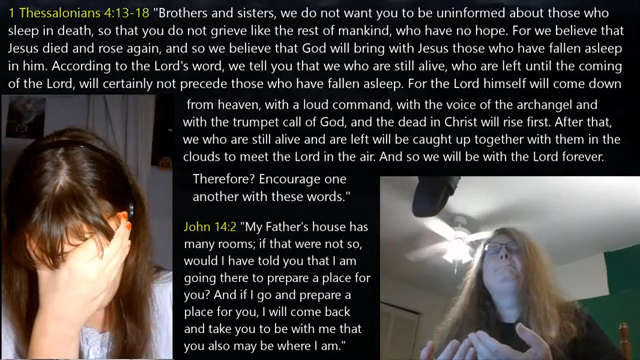 1 Thessalonians 4:13-18 "Brothers and sisters, we do not want you to be uninformed about those who
sleep in death, so that you do not grieve like the rest of mankind, who have no hope. For we believe that
Jesus died and rose again, and so we believe that God will bring with Jesus those who have fallen asleep
in him. According to the Lord's word, we tell you that we who are still alive, who are left until the coming
of the Lord, will certainly not precede those who have fallen asleep. For the Lord himself will come down
from heaven, with a loud command, with the voice of the archangel and
with the trumpet call of God, and the dead in Christ will rise first. After that,
we who are still alive and are left will be caught up together with them in the
clouds to meet the Lord in the air. And so we will be with the Lord forever.
Therefore? Encourage one
another with these words."
John 14:2 "My Father's house has
many rooms; if that were not so,
would I have told you that I am
going there to prepare a place for
you? And if I go and prepare a
place for you, I will come back
and take you to be with me that
you also may be where I am."